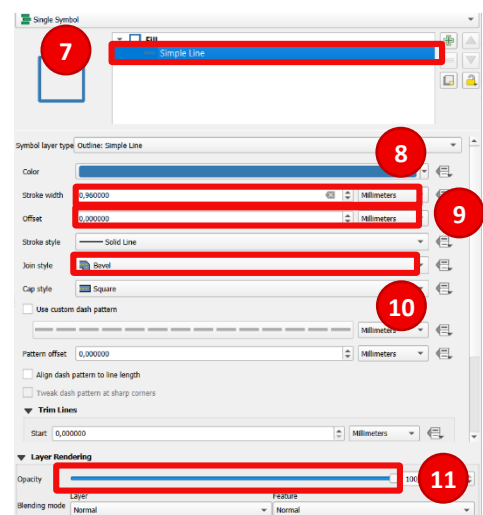 Single Symbol
7
Fill
Simple Line
Symbol layer type Outline: Simple Line
8
Color
Stroke width 0,960000 Millimeters
9
Offset 0,000000 Millimeters
Stroke style Solid Line
Join style Bevel
Cap style Square
10
Use custom dash pattern
Millimeters
Pattern offset 0,000000 Millimeters
Align dash pattern to line length
Tweak dash pattern at sharp corners
Trim Lines
Start 0,000000 Millimeters
Layer Rendering
Opacity 100
11
Layer Feature
Blending mode Normal Normal